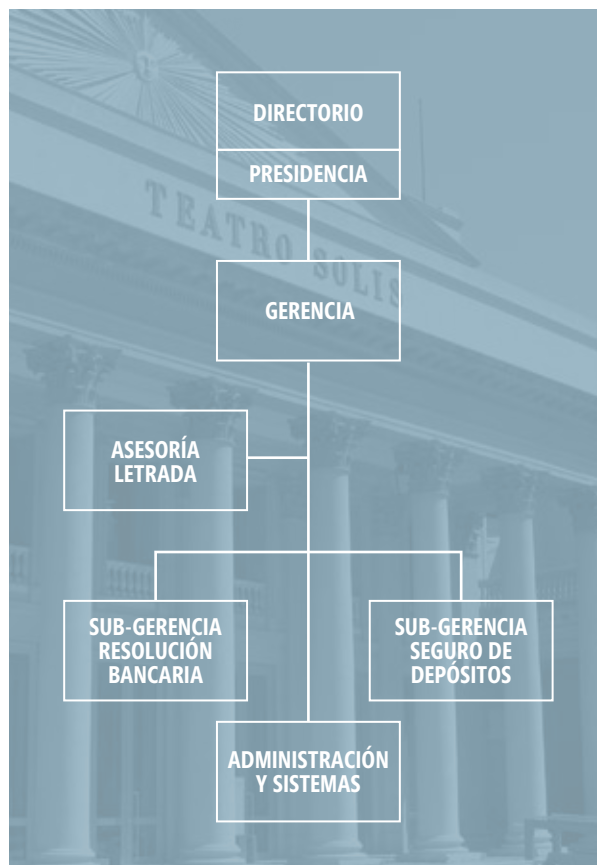 DIRECTORIO
PRESIDENCIA
TEATRO SOLIS
GERENCIA
ASESORÍA
LETRADA
SUB-GERENCIA
RESOLUCIÓN
BANCARIA
SUB-GERENCIA
SEGURO DE
DEPÓSITOS
ADMINISTRACIÓN
Y SISTEMAS